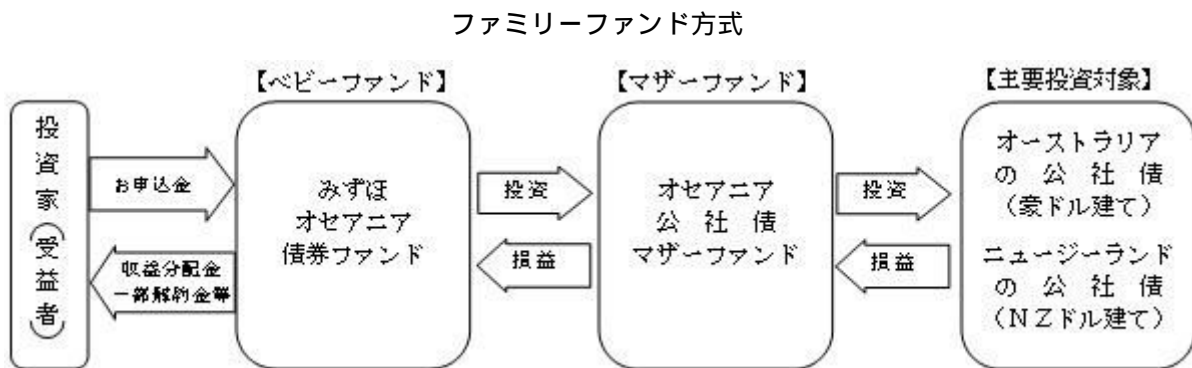 ファミリーファンド方式
【ベビーファンド】
【マザーファンド】
【主要投資対象】
投資家（受益者）
お申込金
収益分配金
一部解約金等
みずほ
オセアニア
債券ファンド
投資
損益
オセアニア
公社債
マザーファンド
投資
損益
オーストラリア
の公社債
（豪ドル建て）
ニュージーランド
の公社債
（ＮＺドル建て）